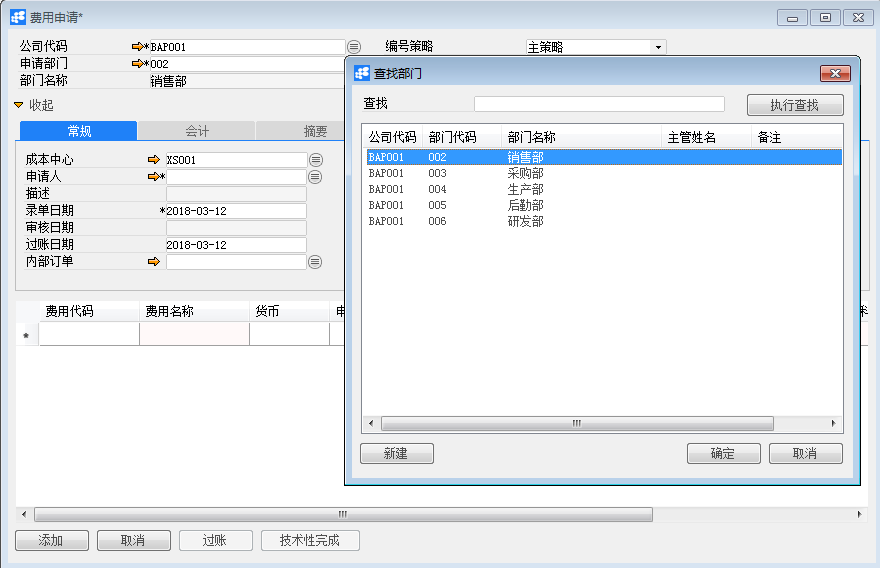 费用申请*
公司代码 *BAP001 编号策略 主策略
申请部门 *002
部门名称 销售部
收起
常规 会计 摘要
成本中心 XS001
申请人 *
描述
录单日期 *2018-03-12
审核日期
过账日期 2018-03-12
内部订单
费用代码 费用名称 货币 申
*
添加 取消 过账 技术性完成
查找部门
查找 执行查找
公司代码 部门代码 部门名称 主管姓名 备注
BAP001 002 销售部
BAP001 003 采购部
BAP001 004 生产部
BAP001 005 后勤部
BAP001 006 研发部
新建 确定 取消